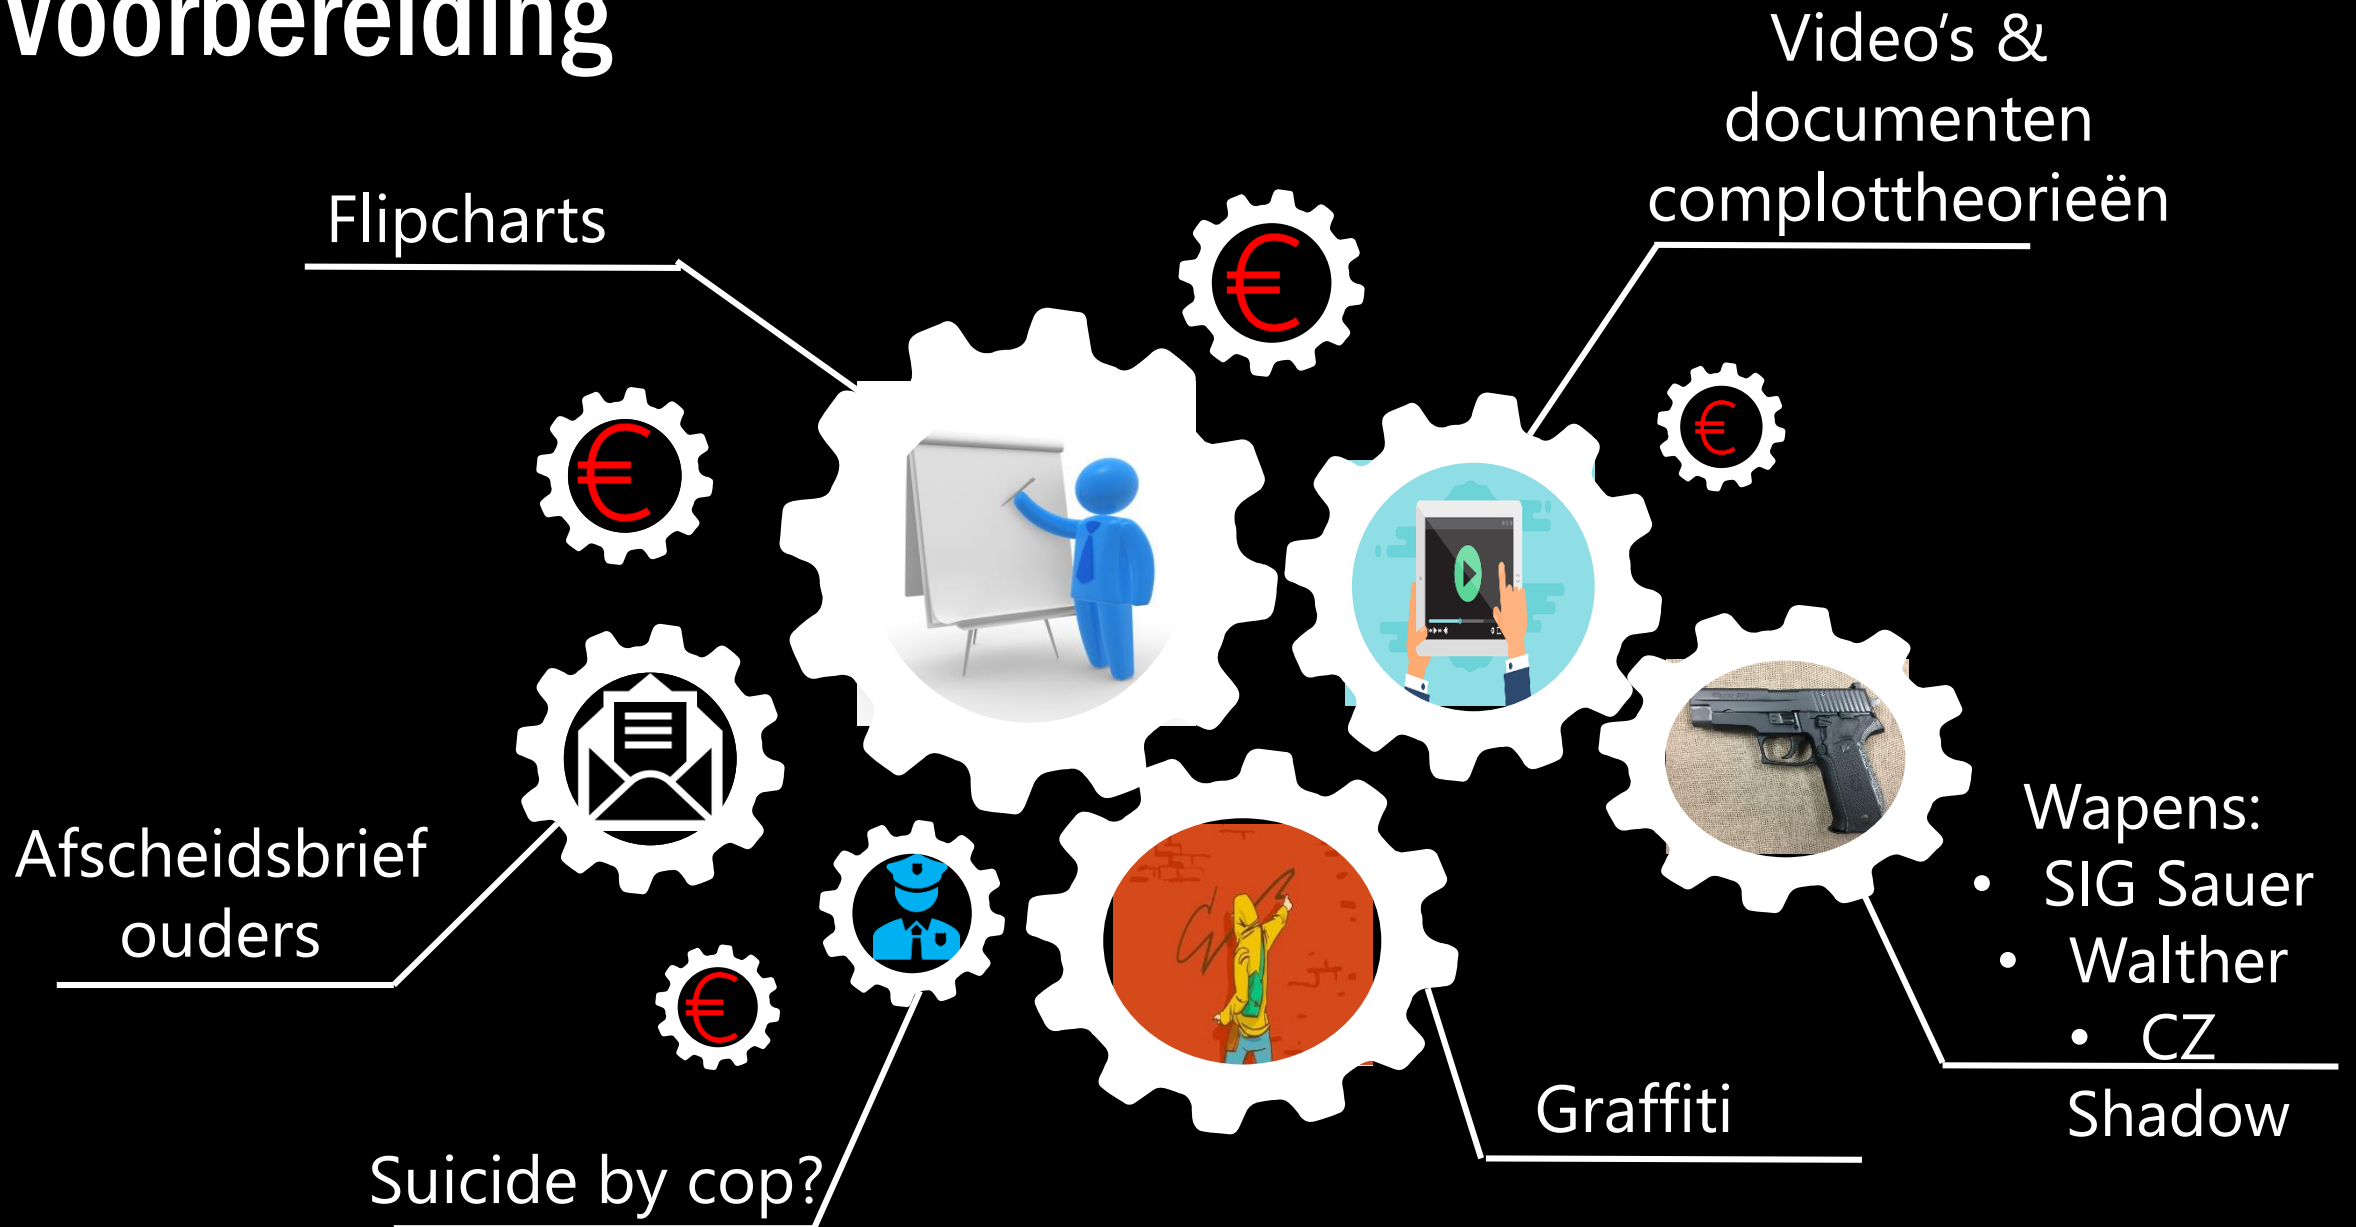 Voorbereiding
Flipcharts
Video's &
documenten
complottheorieën
€
€
€
€
Afscheidsbrief
ouders
Suicide by cop?
Graffiti
Wapens:
• SIG Sauer
• Walther
• CZ
Shadow